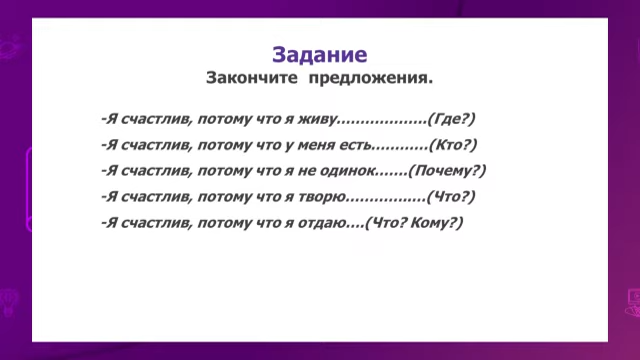 Задание
Закончите предложения.
-Я счастлив, потому что я живу...................(Где?)
-Я счастлив, потому что у меня есть............(Кто?)
-Я счастлив, потому что я не одинок.......(Почему?)
-Я счастлив, потому что я творю.................(Что?)
-Я счастлив, потому что я отдаю....(Что? Кому?)